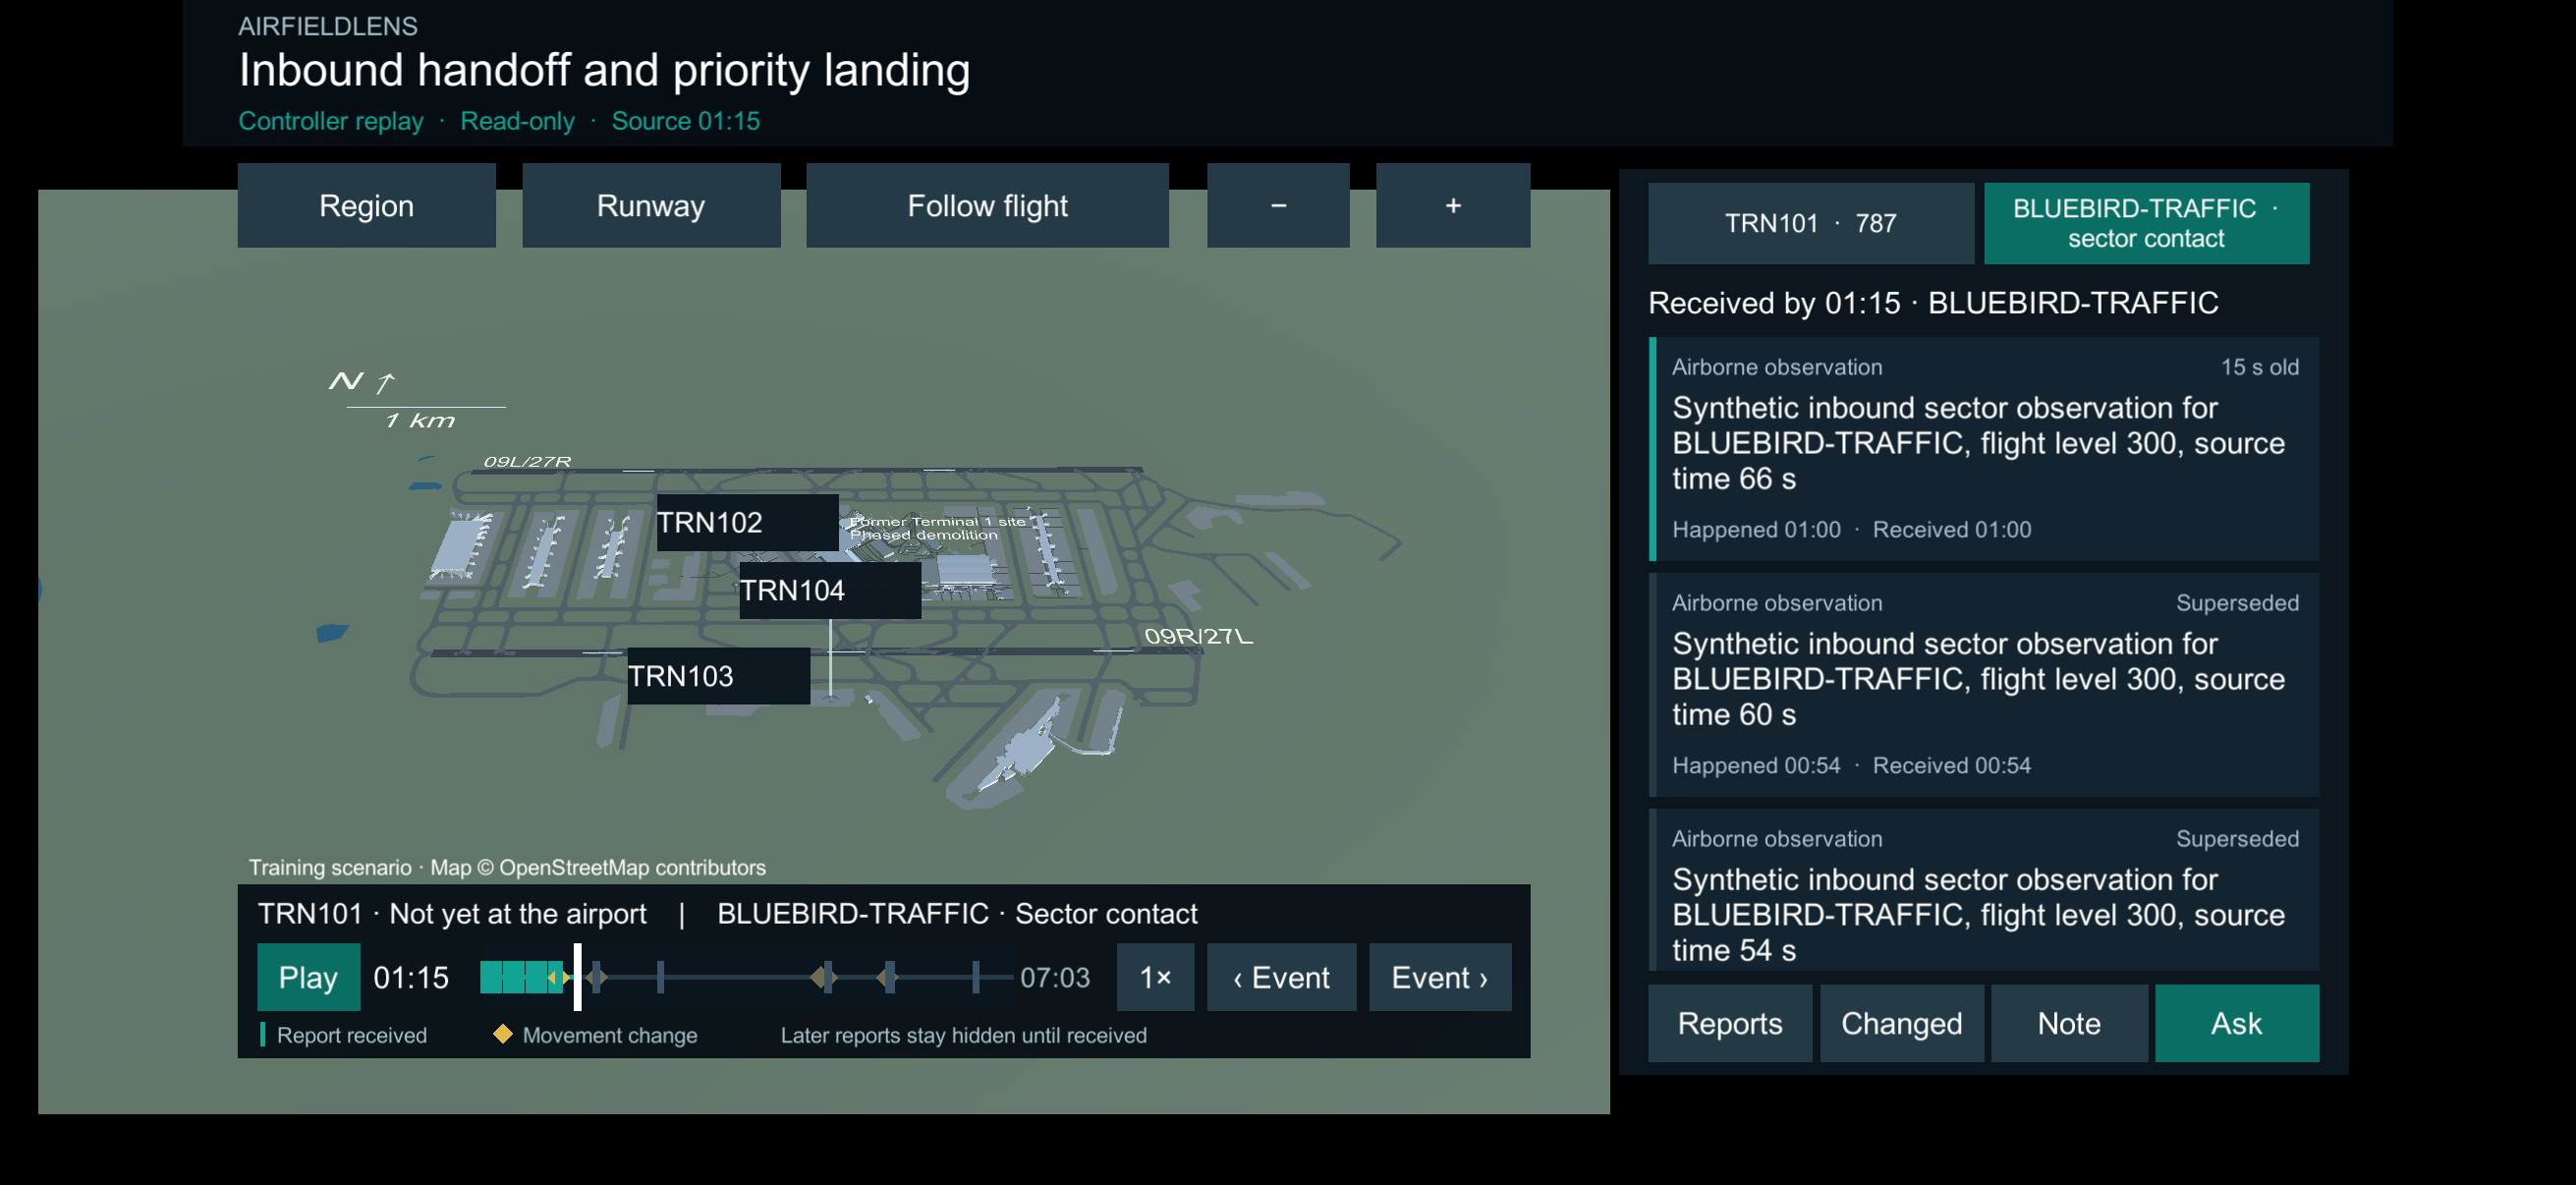 AIRFIELDLENS
Inbound handoff and priority landing
Controller replay · Read-only · Source 01:15
Region
Runway
Follow flight
−
+
N ↑
1 km
09L/27R
TRN102
Former Terminal 1 site
Phased demolition
TRN104
09R/27L
TRN103
Training scenario · Map © OpenStreetMap contributors
TRN101 · Not yet at the airport | BLUEBIRD-TRAFFIC · Sector contact
Play
01:15
07:03
1×
‹ Event
Event ›
Report received
Movement change
Later reports stay hidden until received
TRN101 · 787
BLUEBIRD-TRAFFIC ·
sector contact
Received by 01:15 · BLUEBIRD-TRAFFIC
Airborne observation
15 s old
Synthetic inbound sector observation for
BLUEBIRD-TRAFFIC, flight level 300, source
time 66 s
Happened 01:00 · Received 01:00
Airborne observation
Superseded
Synthetic inbound sector observation for
BLUEBIRD-TRAFFIC, flight level 300, source
time 60 s
Happened 00:54 · Received 00:54
Airborne observation
Superseded
Synthetic inbound sector observation for
BLUEBIRD-TRAFFIC, flight level 300, source
time 54 s
Reports
Changed
Note
Ask